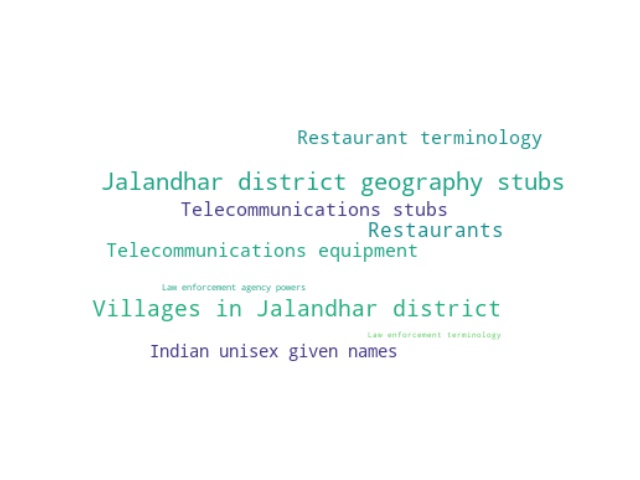 Restaurant terminology
Jalandhar district geography stubs
Telecommunications stubs
Restaurants
Telecommunications equipment
Law enforcement agency powers
Villages in Jalandhar district
Law enforcement terminology
Indian unisex given names